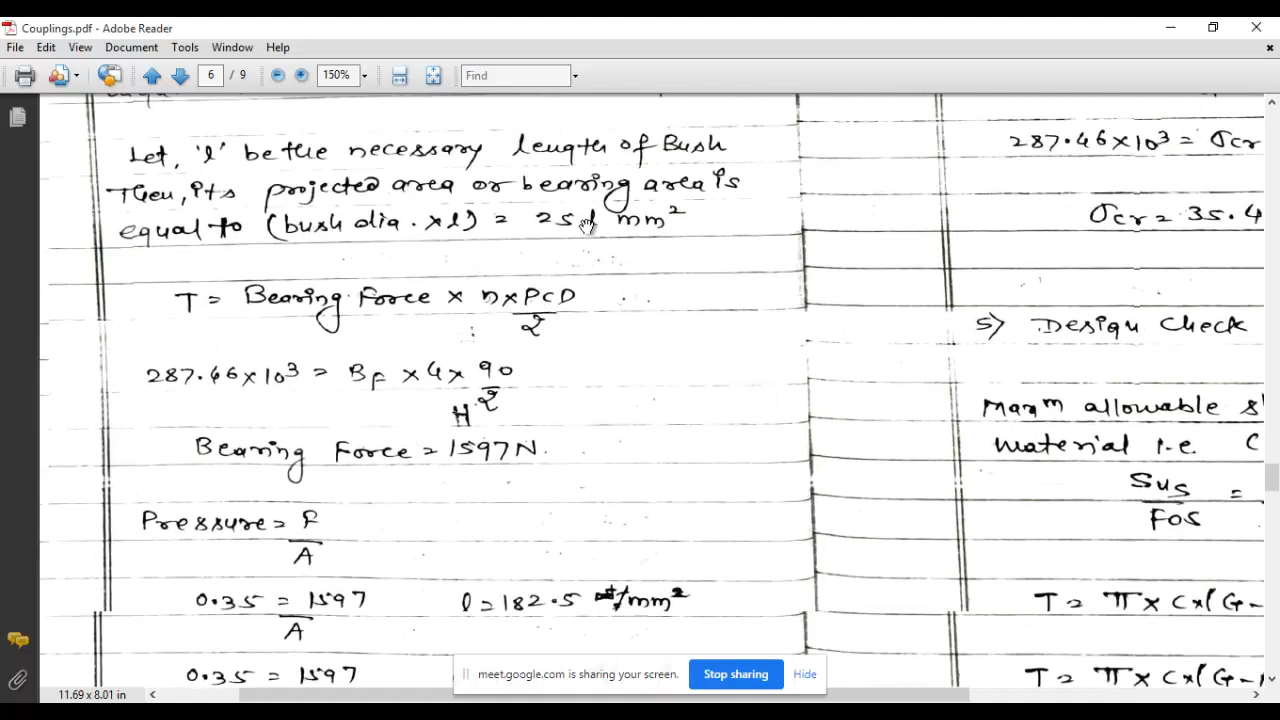 Couplings.pdf - Adobe Reader
File Edit View Document Tools Window Help
6 / 9 150% Find
Let, 'l' be the necessary length of Bush
Then, its projected area or bearing area is
equal to (bush dia. × l) = 25 l mm²
T = Bearing Force × n × PCD
2
287.46 × 10³ = BF × 4 × 90
2
Bearing Force = 1597 N.
Pressure = F
A
0.35 = 1597
A
l = 182.5 /mm²
0.35 = 1597
287.46 × 10³ = σcr
σcr = 35.4
5) Design Check
Maxm allowable s
material i.e. C
Sus =
FOS
T = π × C × (G-
T = π × C × (G-1
meet.google.com is sharing your screen. Stop sharing Hide
11.69 x 8.01 in